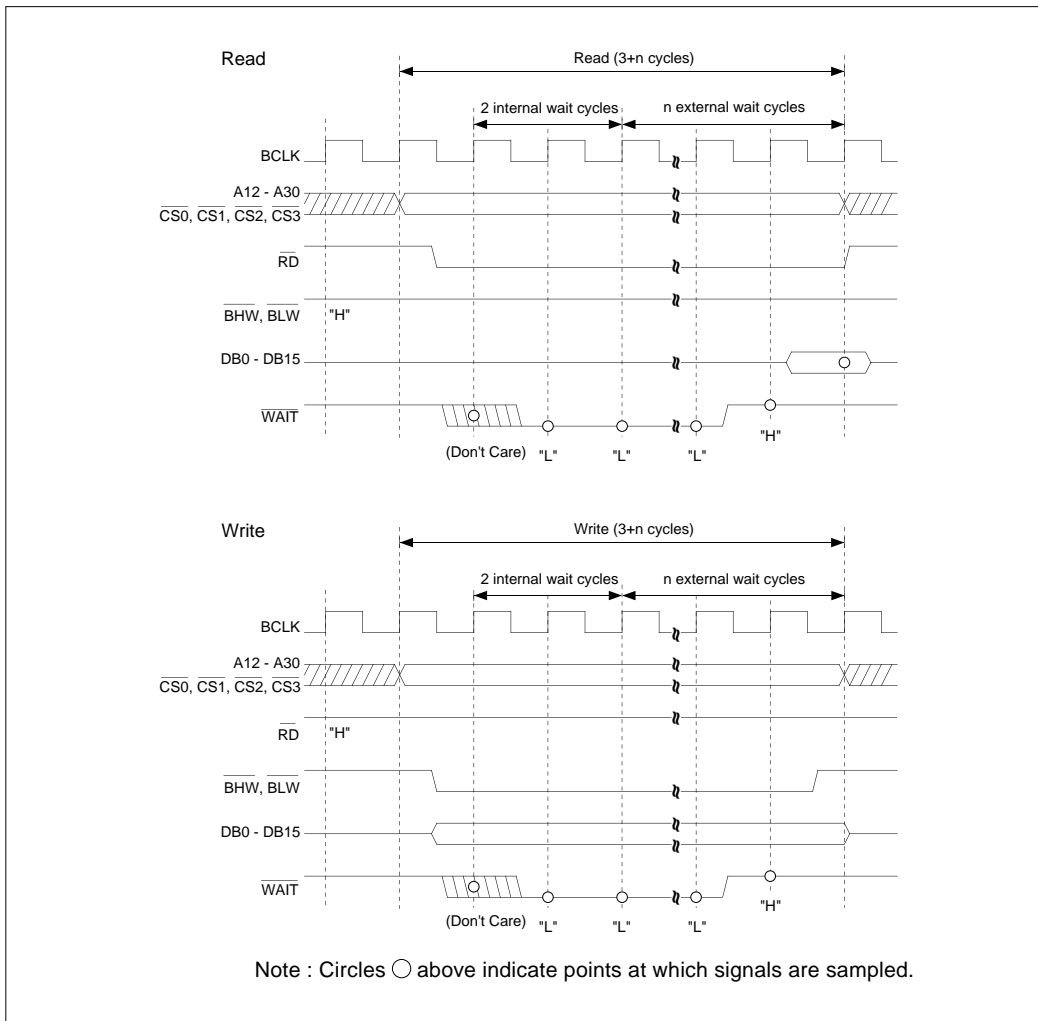 Read
Read (3+n cycles)
2 internal wait cycles
n external wait cycles
BCLK
A12 - A30
CS0, CS1, CS2, CS3
RD
BHW, BLW
"H"
DB0 - DB15
WAIT
"H"
(Don't Care) "L" "L" "L"
Write
Write (3+n cycles)
2 internal wait cycles
n external wait cycles
BCLK
A12 - A30
CS0, CS1, CS2, CS3
RD
"H"
BHW, BLW
DB0 - DB15
WAIT
"H"
(Don't Care) "L" "L" "L"
Note : Circles ○ above indicate points at which signals are sampled.